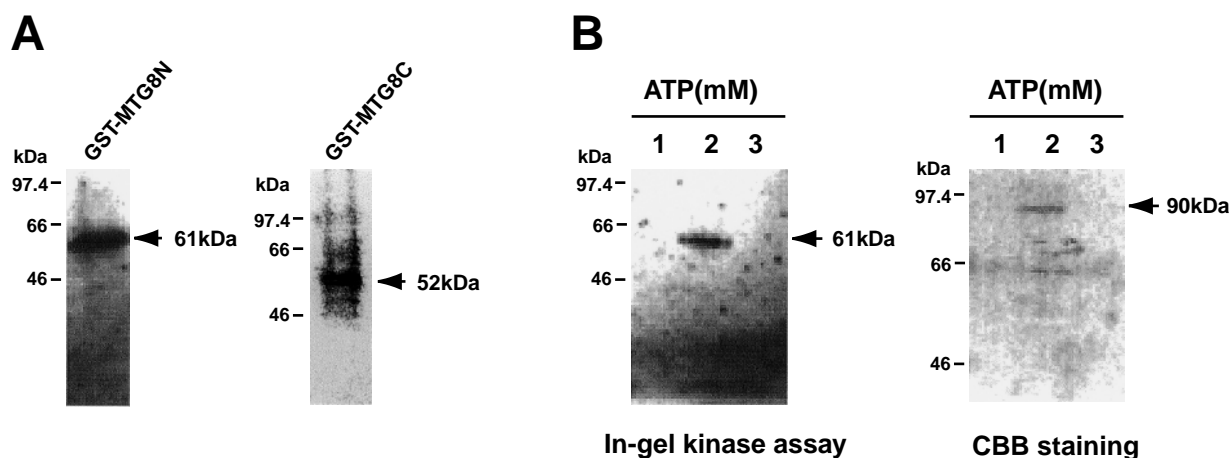 A
GST-MTG8N
kDa
97.4
66
46
61kDa
GST-MTG8C
kDa
97.4
66
46
52kDa
B
ATP(mM)
1 2 3
kDa
97.4
66
46
61kDa
In-gel kinase assay
ATP(mM)
1 2 3
kDa
97.4
66
46
90kDa
CBB staining